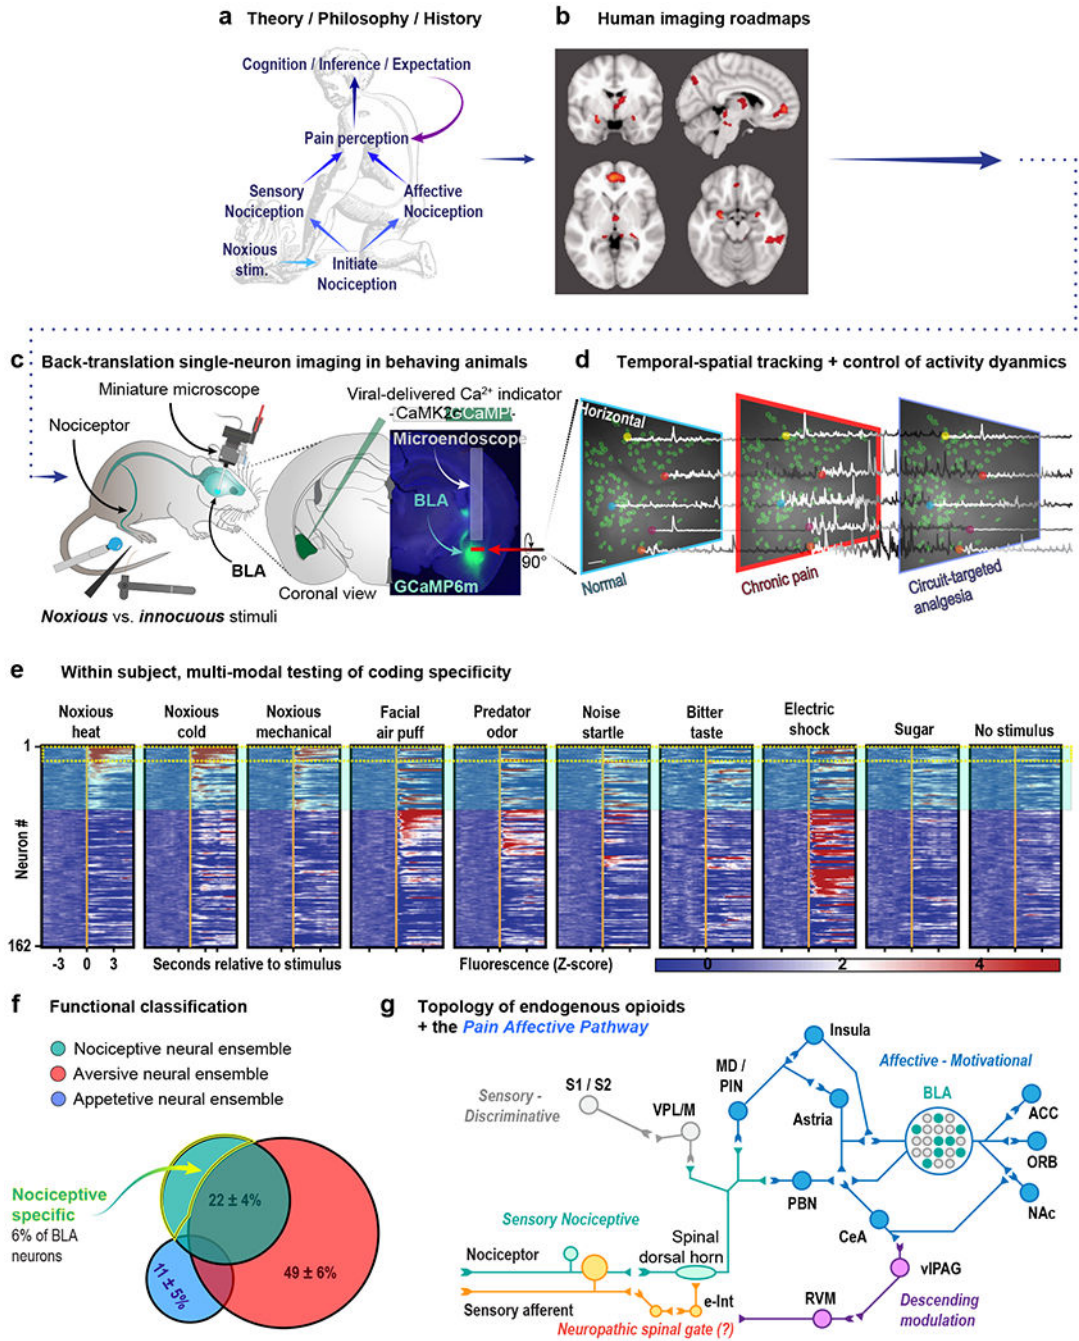 a Theory / Philosophy / History
Cognition / Inference / Expectation
Pain perception
Sensory
Nociception
Affective
Nociception
Noxious
stim.
Initiate
Nociception
b Human imaging roadmaps
c Back-translation single-neuron imaging in behaving animals
Miniature microscope
Nociceptor
BLA
Noxious vs. innocuous stimuli
Viral-delivered Ca²⁺ indicator
Coronal view
Microendoscope
BLA
GCaMP6m
90°
d Temporal-spatial tracking + control of activity dyanmics
Horizontal
Normal
Chronic pain
Circuit-targeted
analgesia
e Within subject, multi-modal testing of coding specificity
Noxious
heat
Noxious
cold
Noxious
mechanical
Facial
air puff
Predator
odor
Noise
startle
Bitter
taste
Electric
shock
Sugar
No stimulus
1
Neuron #
162
-3 0 3
Seconds relative to stimulus
Fluorescence (Z-score)
0 2 4
f Functional classification
Nociceptive neural ensemble
Aversive neural ensemble
Appetetive neural ensemble
Nociceptive
specific
6% of BLA
neurons
22 ± 4%
49 ± 6%
11 ± 5%
g Topology of endogenous opioids
+ the Pain Affective Pathway
Insula
Affective - Motivational
MD /
PIN
BLA
S1 / S2
Sensory -
Discriminative
VPL/M
Astria
ACC
ORB
NAc
PBN
CeA
Sensory Nociceptive
Spinal
dorsal horn
Nociceptor
vlPAG
e-Int
RVM
Sensory afferent
Descending
modulation
Neuropathic spinal gate (?)